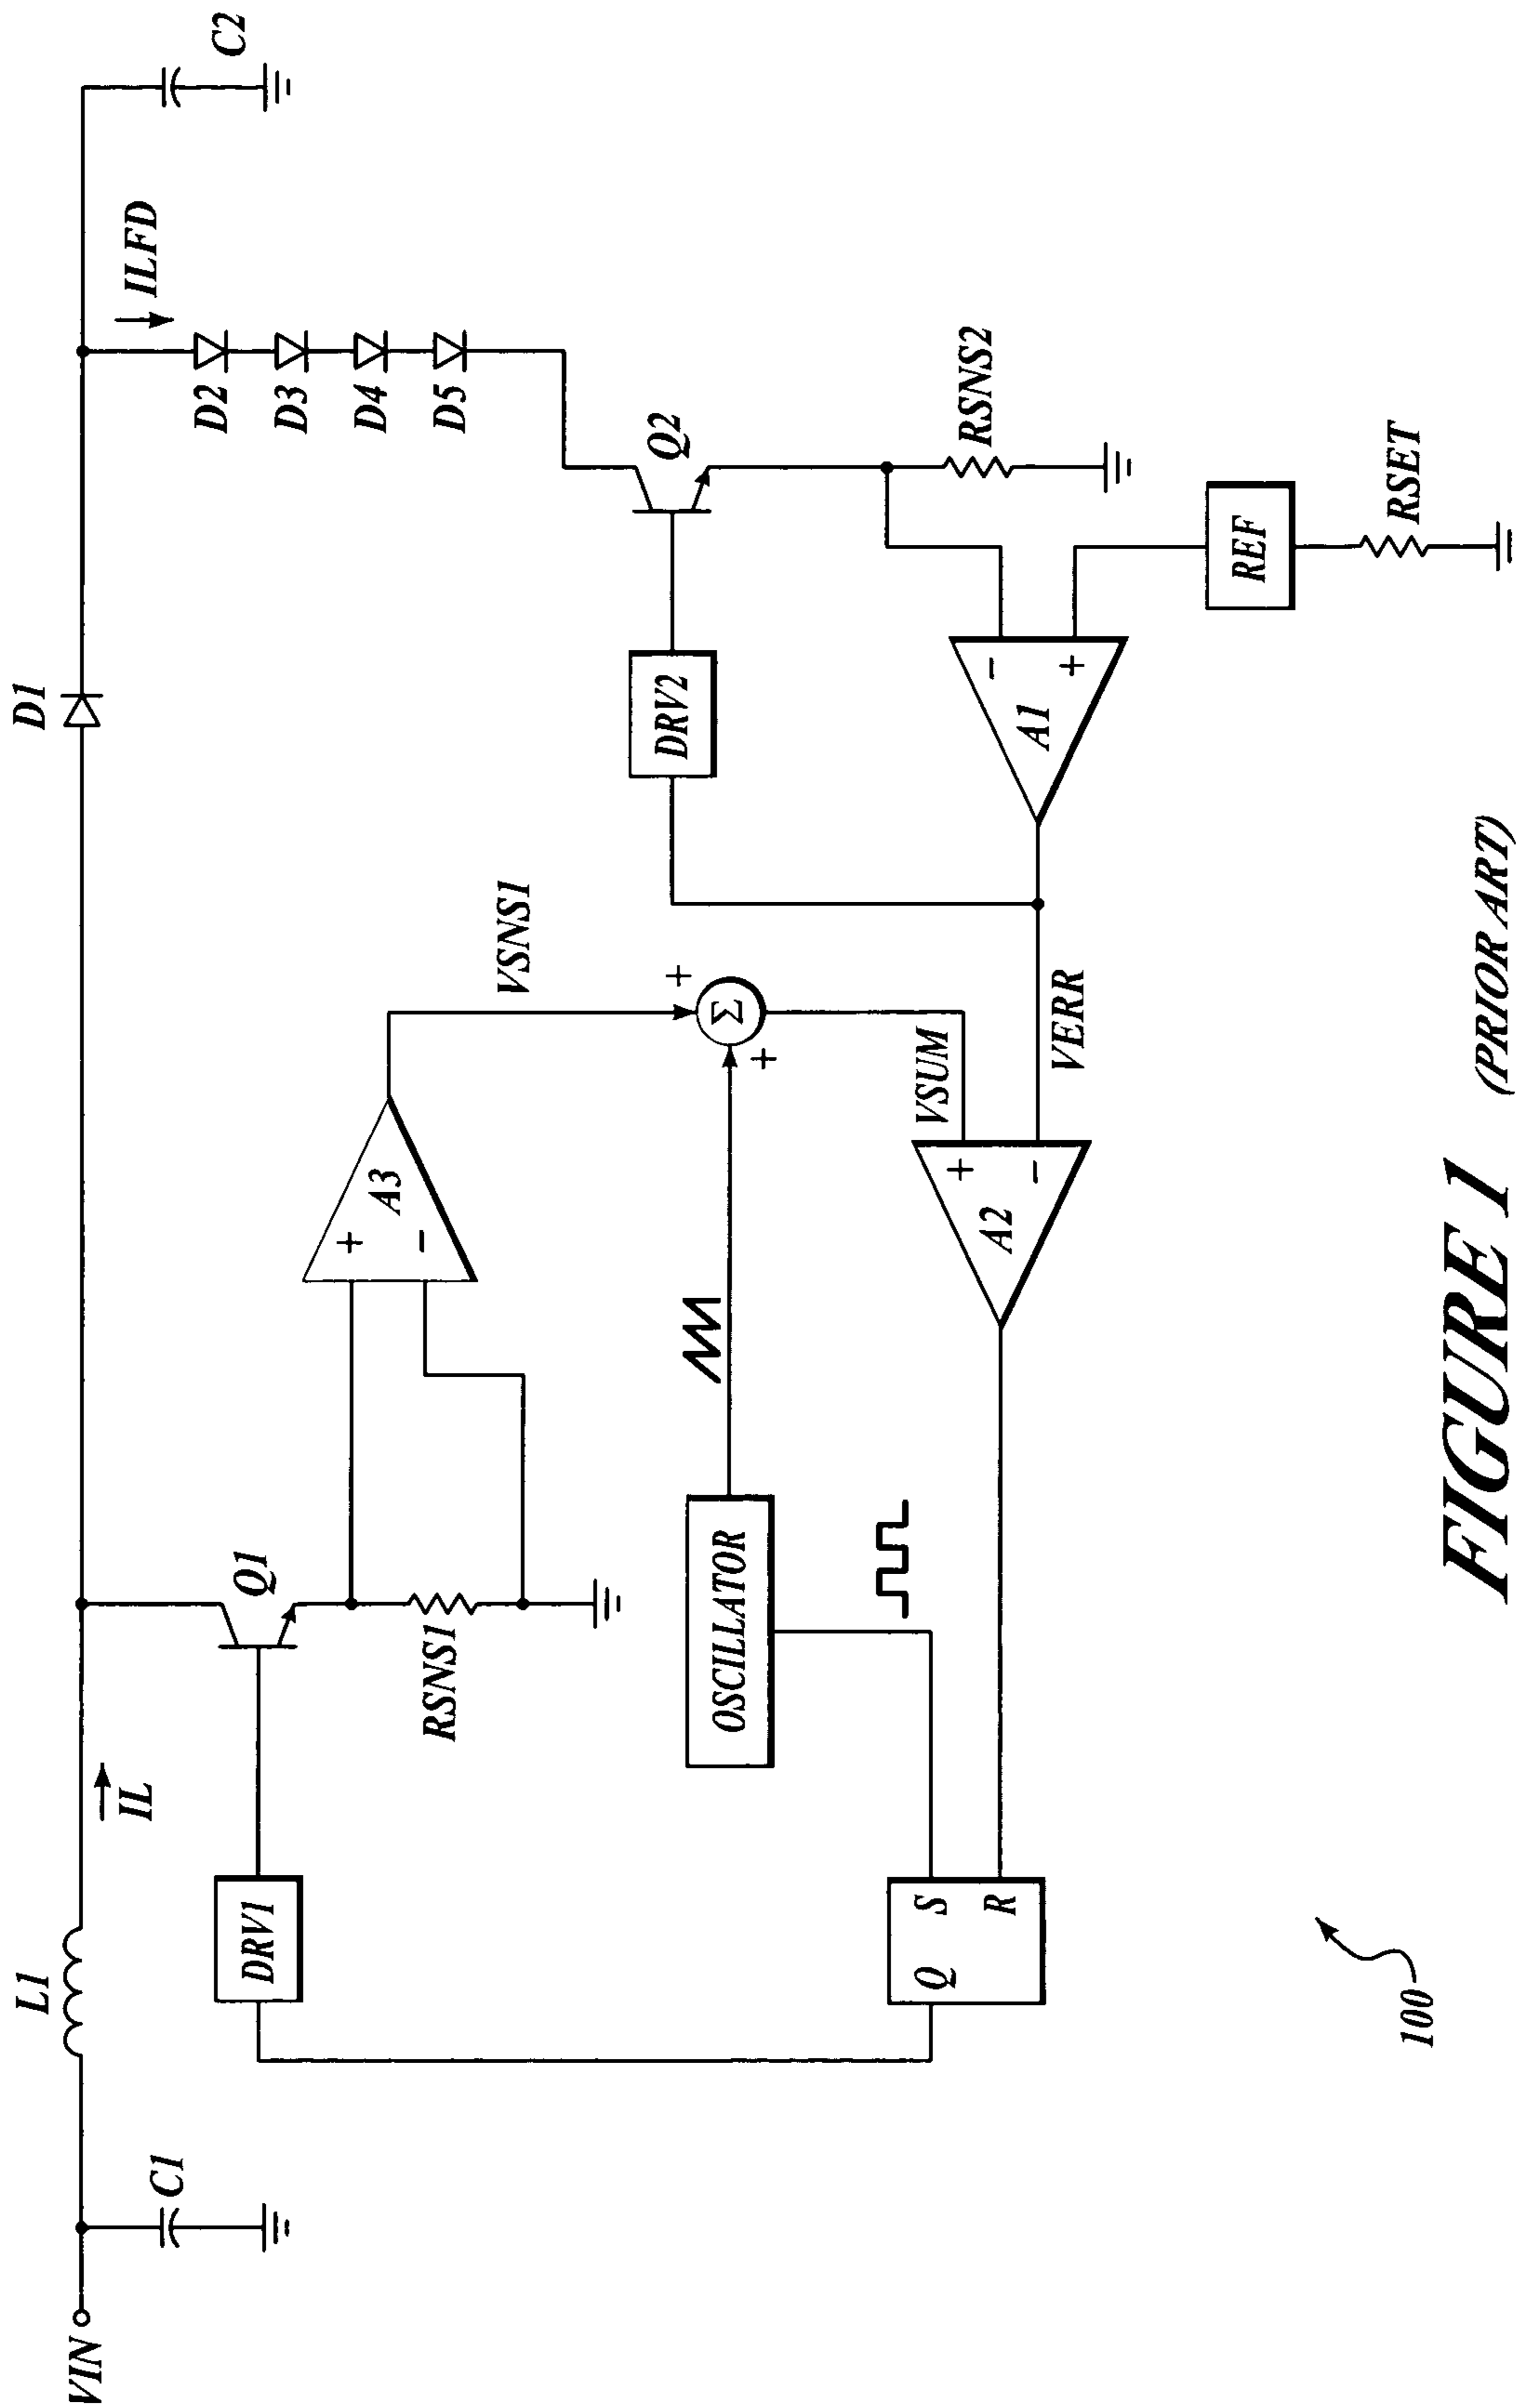 L1
D1
VIN
IL
C1
Q1
DRV1
RSNS1
A3
+
-
VSNS1
ILFD
D2
D3
D4
D5
C2
Q2
DRV2
RSNS2
OSCILLATOR
Σ
+
+
VSUM
VERR
A2
+
-
A1
-
+
REF
RSET
Q
S
R
100
FIGURE 1 (PRIOR ART)